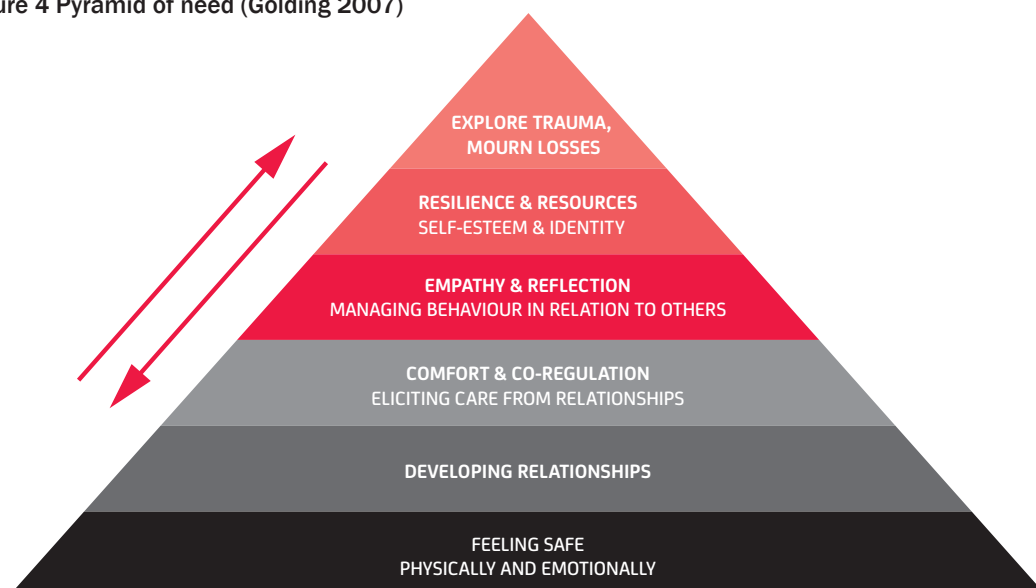 ure 4 Pyramid of need (Golding 2007)
EXPLORE TRAUMA,
MOURN LOSSES
RESILIENCE & RESOURCES
SELF-ESTEEM & IDENTITY
EMPATHY & REFLECTION
MANAGING BEHAVIOUR IN RELATION TO OTHERS
COMFORT & CO-REGULATION
ELICITING CARE FROM RELATIONSHIPS
DEVELOPING RELATIONSHIPS
FEELING SAFE
PHYSICALLY AND EMOTIONALLY